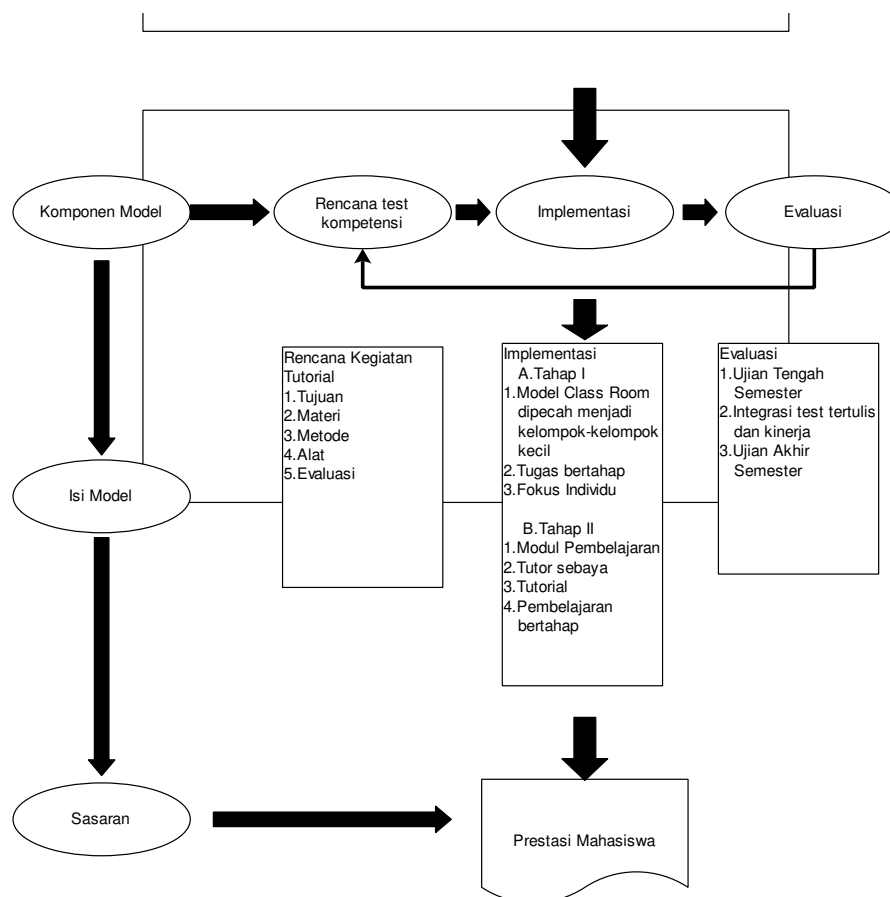 Komponen Model
Rencana test
kompetensi
Implementasi
Evaluasi
Rencana Kegiatan
Tutorial
1.Tujuan
2.Materi
3.Metode
4.Alat
5.Evaluasi
Implementasi
A.Tahap I
1.Model Class Room
dipecah menjadi
kelompok-kelompok
kecil
2.Tugas bertahap
3.Fokus Individu
B.Tahap II
1.Modul Pembelajaran
2.Tutor sebaya
3.Tutorial
4.Pembelajaran
bertahap
Evaluasi
1.Ujian Tengah
Semester
2.Integrasi test tertulis
dan kinerja
3.Ujian Akhir
Semester
Isi Model
Sasaran
Prestasi Mahasiswa